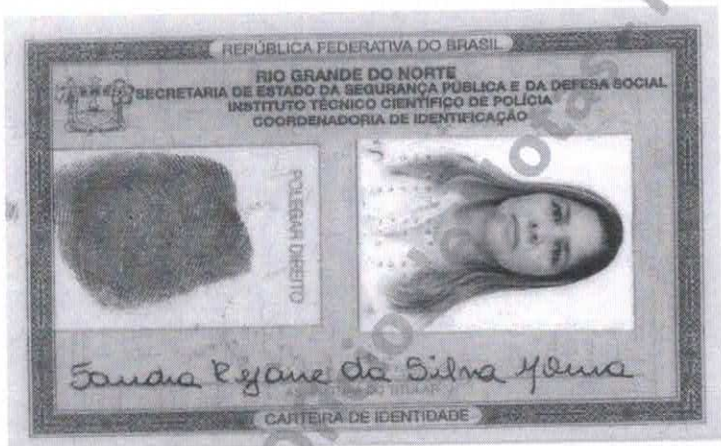 REPÚBLICA FEDERATIVA DO BRASIL
RIO GRANDE DO NORTE
SECRETARIA DE ESTADO DA SEGURANÇA PÚBLICA E DA DEFESA SOCIAL
INSTITUTO TÉCNICO CIENTÍFICO DE POLÍCIA
COORDENADORIA DE IDENTIFICAÇÃO
POLEGAR DIREITO
Sandra Rejane da Silva
CARTEIRA DE IDENTIDADE